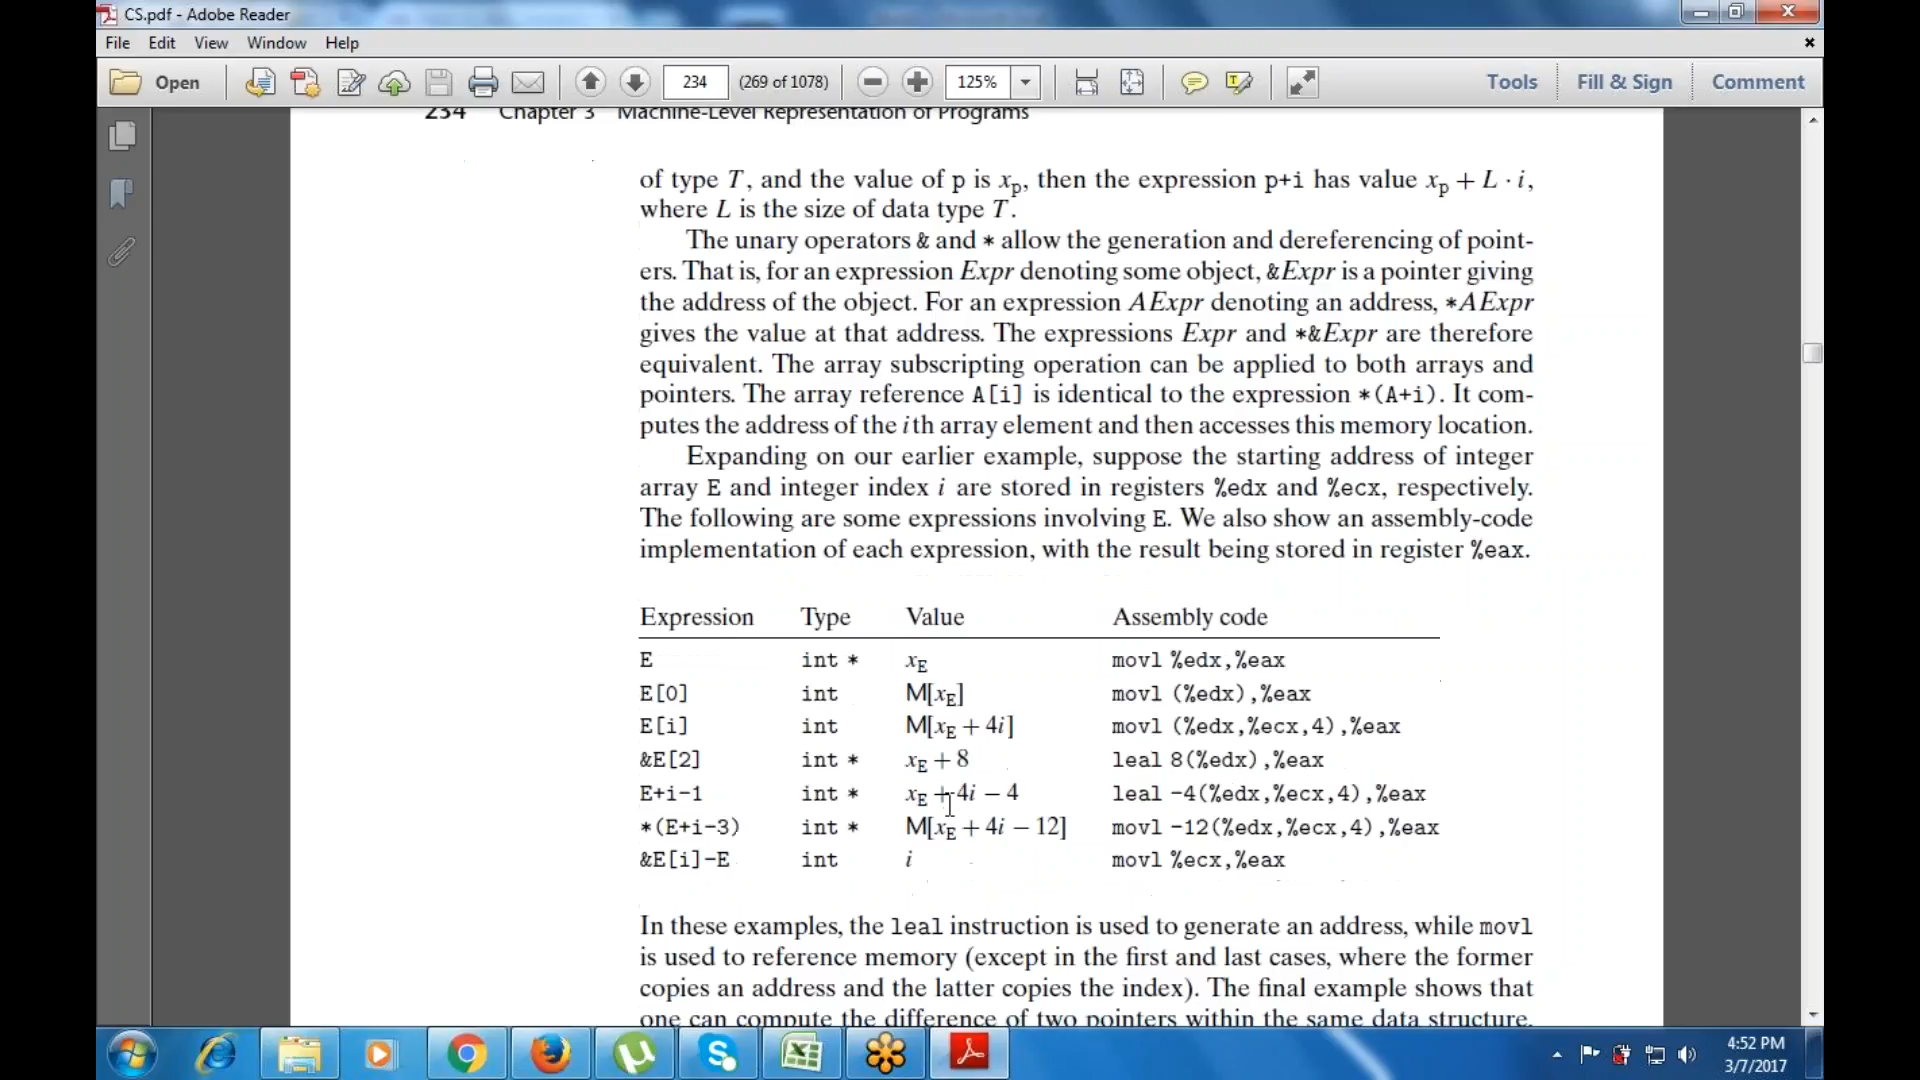 CS.pdf - Adobe Reader
File Edit View Window Help
Open 234 (269 of 1078) 125% Tools Fill & Sign Comment
234 Chapter 3 Machine-Level Representation of Programs
of type T, and the value of p is xp, then the expression p+i has value xp + L · i,
where L is the size of data type T.
The unary operators & and * allow the generation and dereferencing of point-
ers. That is, for an expression Expr denoting some object, &Expr is a pointer giving
the address of the object. For an expression AExpr denoting an address, *AExpr
gives the value at that address. The expressions Expr and *&Expr are therefore
equivalent. The array subscripting operation can be applied to both arrays and
pointers. The array reference A[i] is identical to the expression *(A+i). It com-
putes the address of the ith array element and then accesses this memory location.
Expanding on our earlier example, suppose the starting address of integer
array E and integer index i are stored in registers %edx and %ecx, respectively.
The following are some expressions involving E. We also show an assembly-code
implementation of each expression, with the result being stored in register %eax.
Expression Type Value Assembly code
E int * xE movl %edx,%eax
E[0] int M[xE] movl (%edx),%eax
E[i] int M[xE + 4i] movl (%edx,%ecx,4),%eax
&E[2] int * xE + 8 leal 8(%edx),%eax
E+i-1 int * xE + 4i − 4 leal -4(%edx,%ecx,4),%eax
*(E+i-3) int * M[xE + 4i − 12] movl -12(%edx,%ecx,4),%eax
&E[i]-E int i movl %ecx,%eax
In these examples, the leal instruction is used to generate an address, while movl
is used to reference memory (except in the first and last cases, where the former
copies an address and the latter copies the index). The final example shows that
one can compute the difference of two pointers within the same data structure,
4:52 PM
3/7/2017